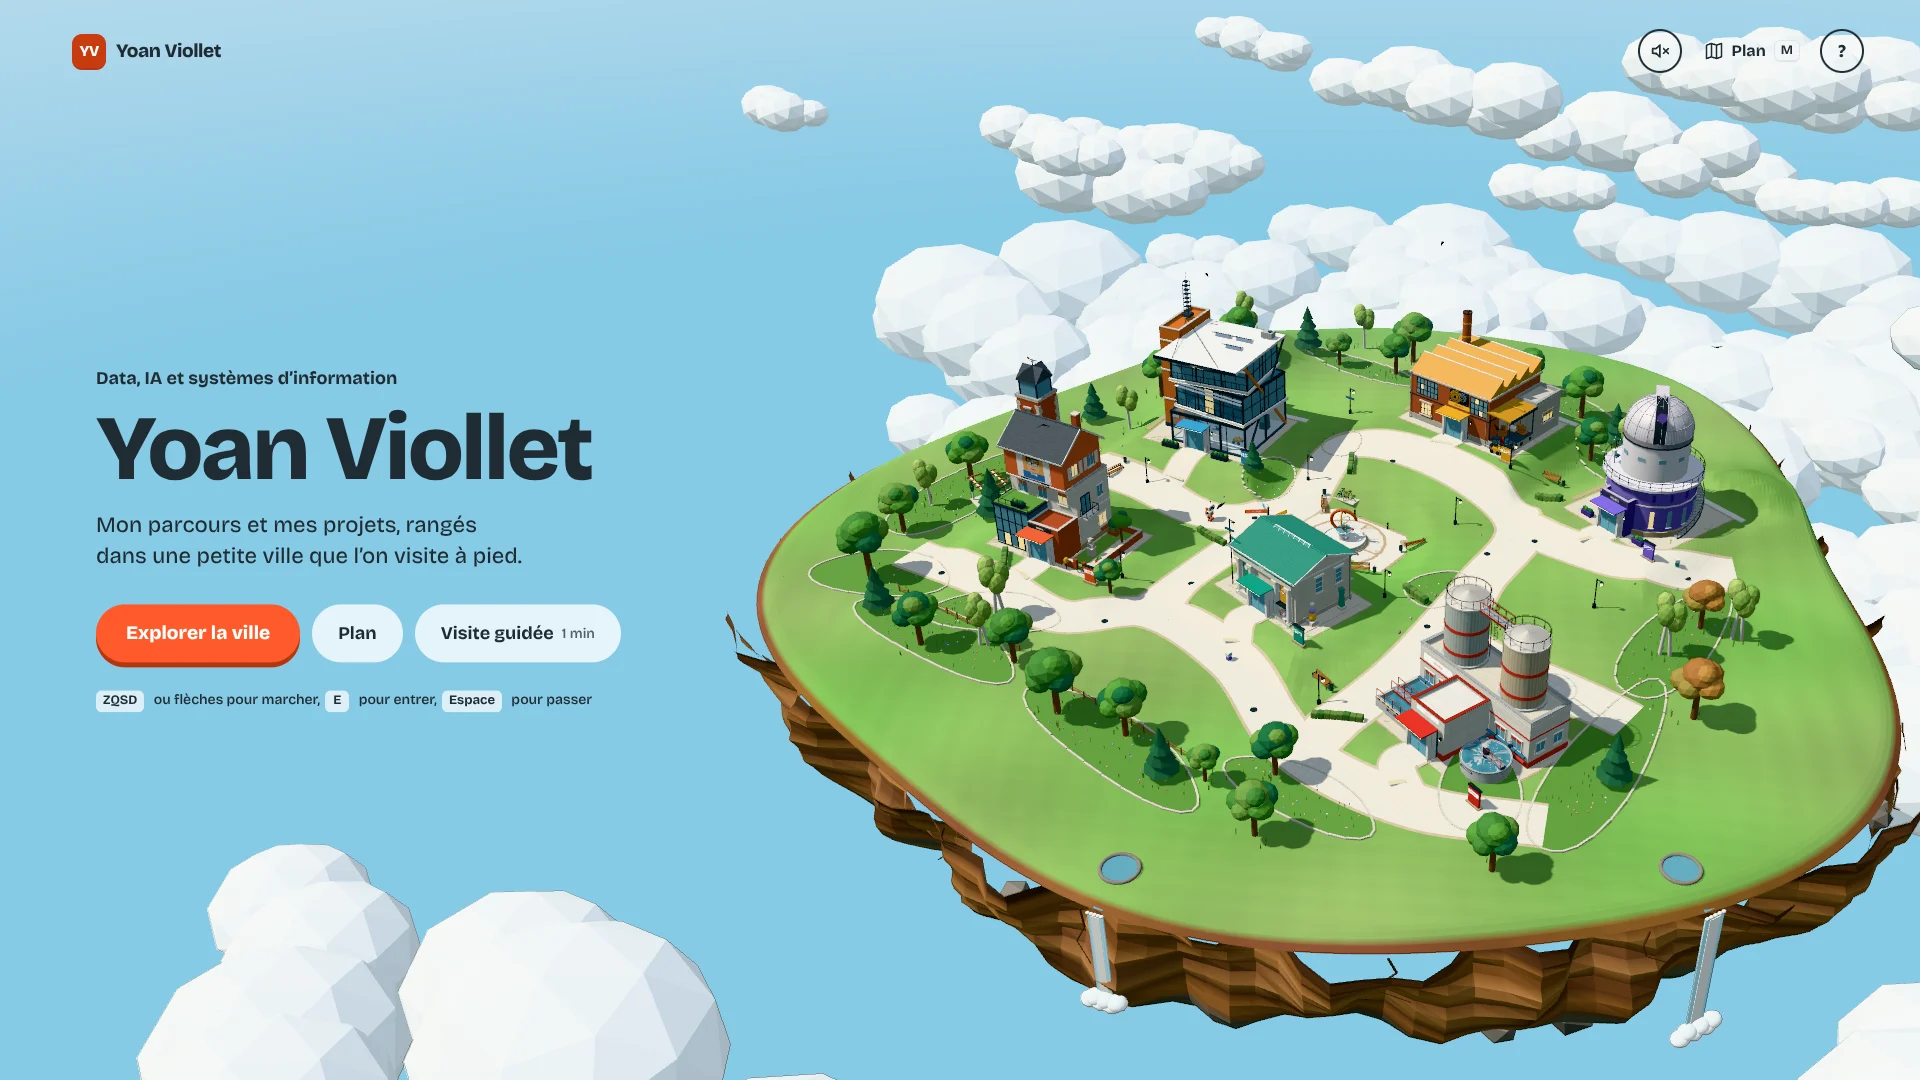 YV Yoan Viollet
Plan M ?
Data, IA et systèmes d’information
Yoan Viollet
Mon parcours et mes projets, rangés
dans une petite ville que l’on visite à pied.
Explorer la ville Plan Visite guidée 1 min
ZQSD ou flèches pour marcher, E pour entrer, Espace pour passer